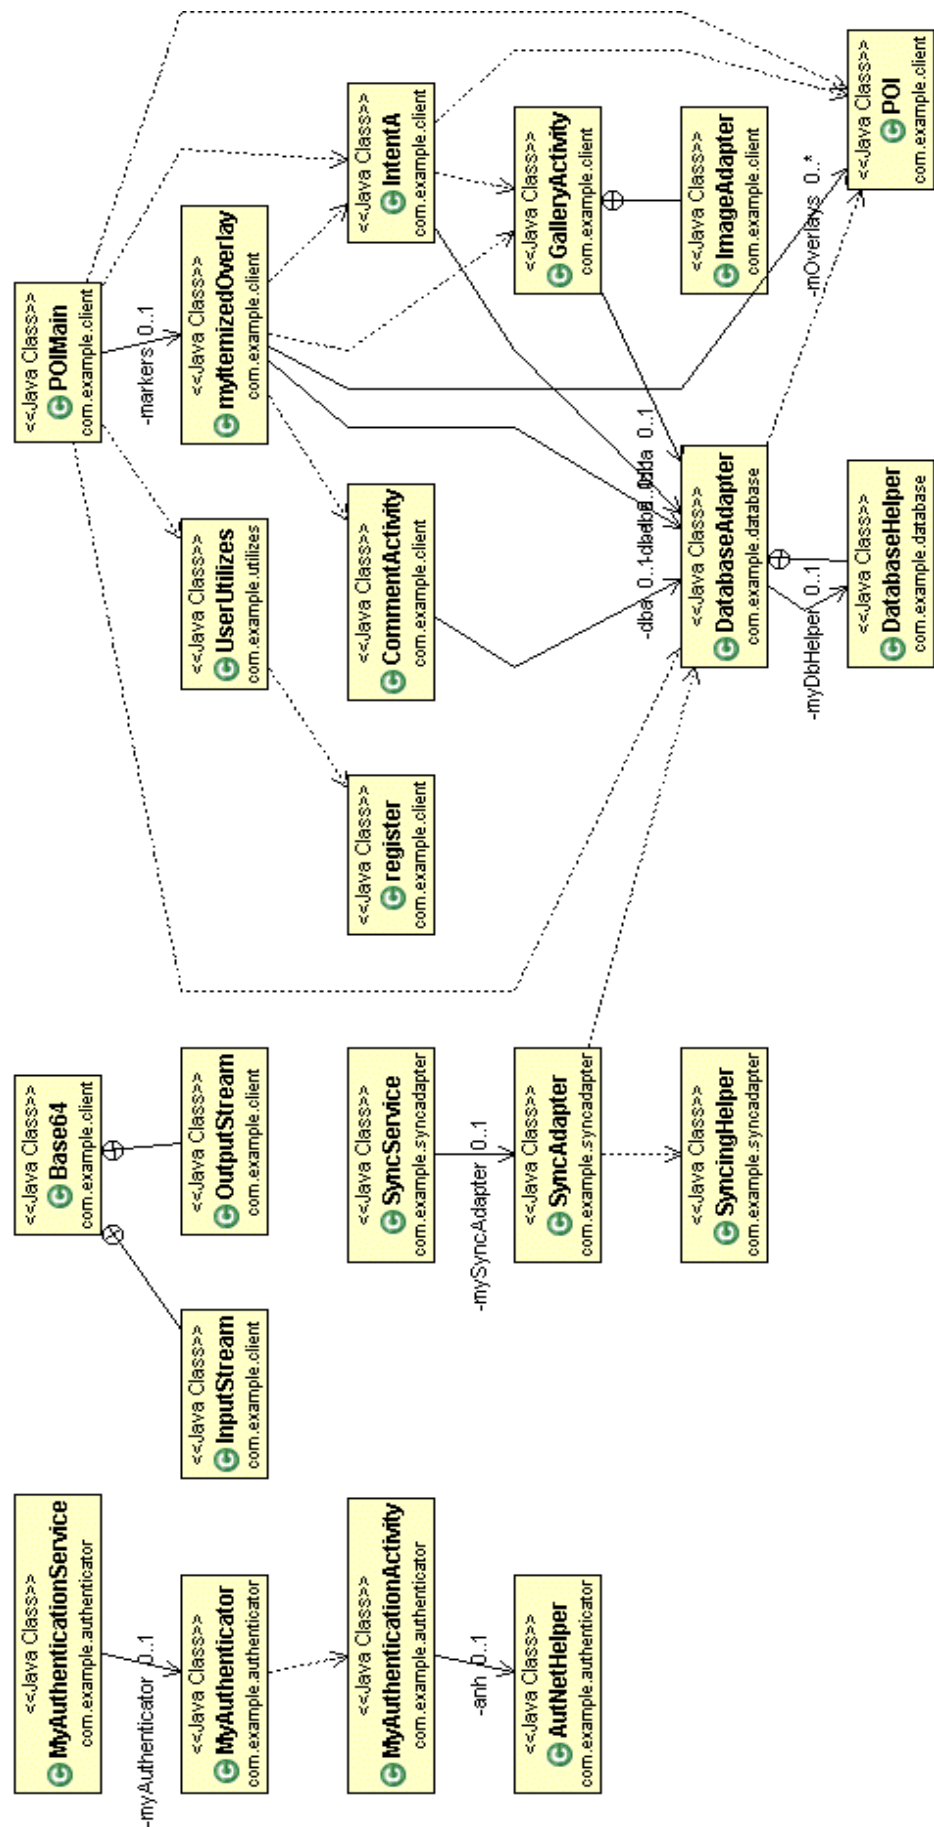 <<Java Class>>
MyAuthenticationService
com.example.authenticator
<<Java Class>>
Base64
com.example.client
<<Java Class>>
POIMain
com.example.client
-myAuthenticator 0..1
-markers 0..1
<<Java Class>>
MyAuthenticator
com.example.authenticator
<<Java Class>>
InputStream
com.example.client
<<Java Class>>
OutputStream
com.example.client
<<Java Class>>
UserUtilizes
com.example.utilizes
<<Java Class>>
myItemizedOverlay
com.example.client
<<Java Class>>
MyAuthenticationActivity
com.example.authenticator
<<Java Class>>
SyncService
com.example.syncadapter
<<Java Class>>
register
com.example.client
<<Java Class>>
CommentActivity
com.example.client
<<Java Class>>
IntentA
com.example.client
-anh 0..1
-mySyncAdapter 0..1
<<Java Class>>
AutNetHelper
com.example.authenticator
<<Java Class>>
SyncAdapter
com.example.syncadapter
<<Java Class>>
GalleryActivity
com.example.client
-dba 0..1
<<Java Class>>
SyncingHelper
com.example.syncadapter
<<Java Class>>
DatabaseAdapter
com.example.database
<<Java Class>>
ImageAdapter
com.example.client
-myDbHelper 0..1
-mOverlays 0..*
<<Java Class>>
DatabaseHelper
com.example.database
<<Java Class>>
POI
com.example.client